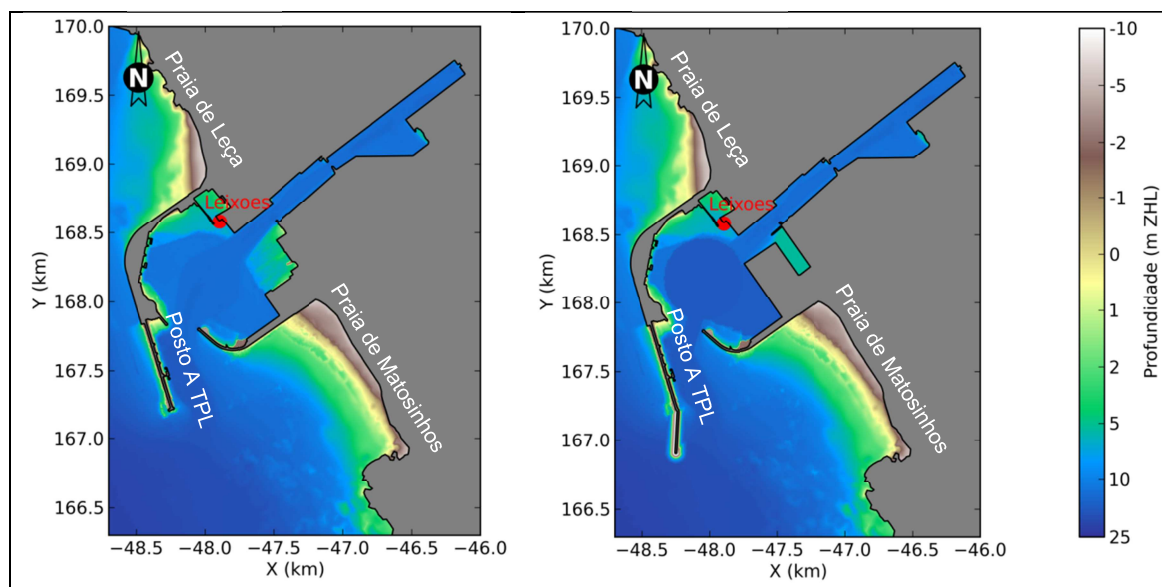 170.0
169.5
169.0
168.5
168.0
167.5
167.0
166.5
Y (km)
−48.5
−48.0
−47.5
−47.0
−46.5
−46.0
X (km)
N
Praia de Leça
Leixoes
Posto A TPL
Praia de Matosinhos
170.0
169.5
169.0
168.5
168.0
167.5
167.0
166.5
Y (km)
−48.5
−48.0
−47.5
−47.0
−46.5
−46.0
X (km)
N
Praia de Leça
Leixoes
Posto A TPL
Praia de Matosinhos
-10
-5
-2
-1
0
1
2
5
10
25
Profundidade (m ZHL)